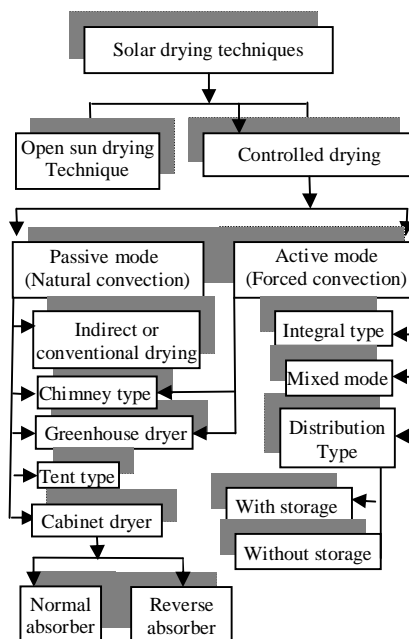 Solar drying techniques
Open sun drying
Technique
Controlled drying
Passive mode
(Natural convection)
Active mode
(Forced convection)
Indirect or
conventional drying
Chimney type
Greenhouse dryer
Tent type
Cabinet dryer
Integral type
Mixed mode
Distribution
Type
With storage
Without storage
Normal
absorber
Reverse
absorber